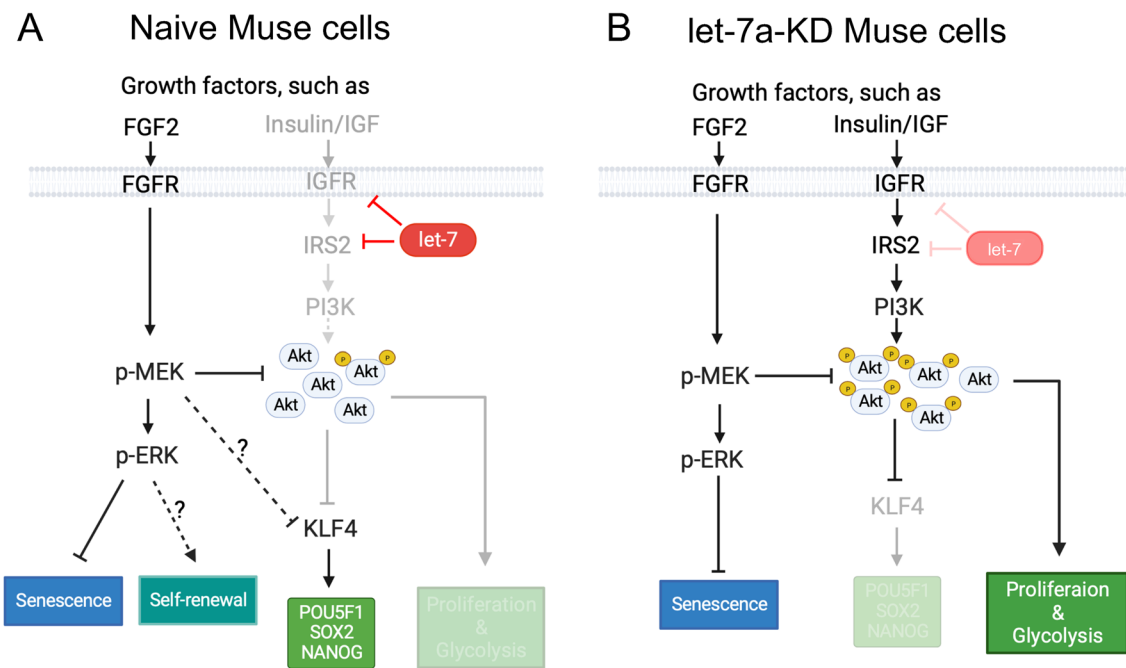 A
Naive Muse cells
Growth factors, such as
FGF2
Insulin/IGF
FGFR
IGFR
let-7
IRS2
PI3K
Akt
P
P
Akt
p-MEK
Akt
Akt
Akt
?
p-ERK
?
KLF4
Senescence
Self-renewal
POU5F1
SOX2
NANOG
Proliferation
&
Glycolysis
B
let-7a-KD Muse cells
Growth factors, such as
FGF2
Insulin/IGF
FGFR
IGFR
IRS2
let-7
PI3K
P
P
P
P
Akt
Akt
p-MEK
Akt
P
P
Akt
P
P
Akt
p-ERK
KLF4
Senescence
POU5F1
SOX2
NANOG
Proliferaion
&
Glycolysis